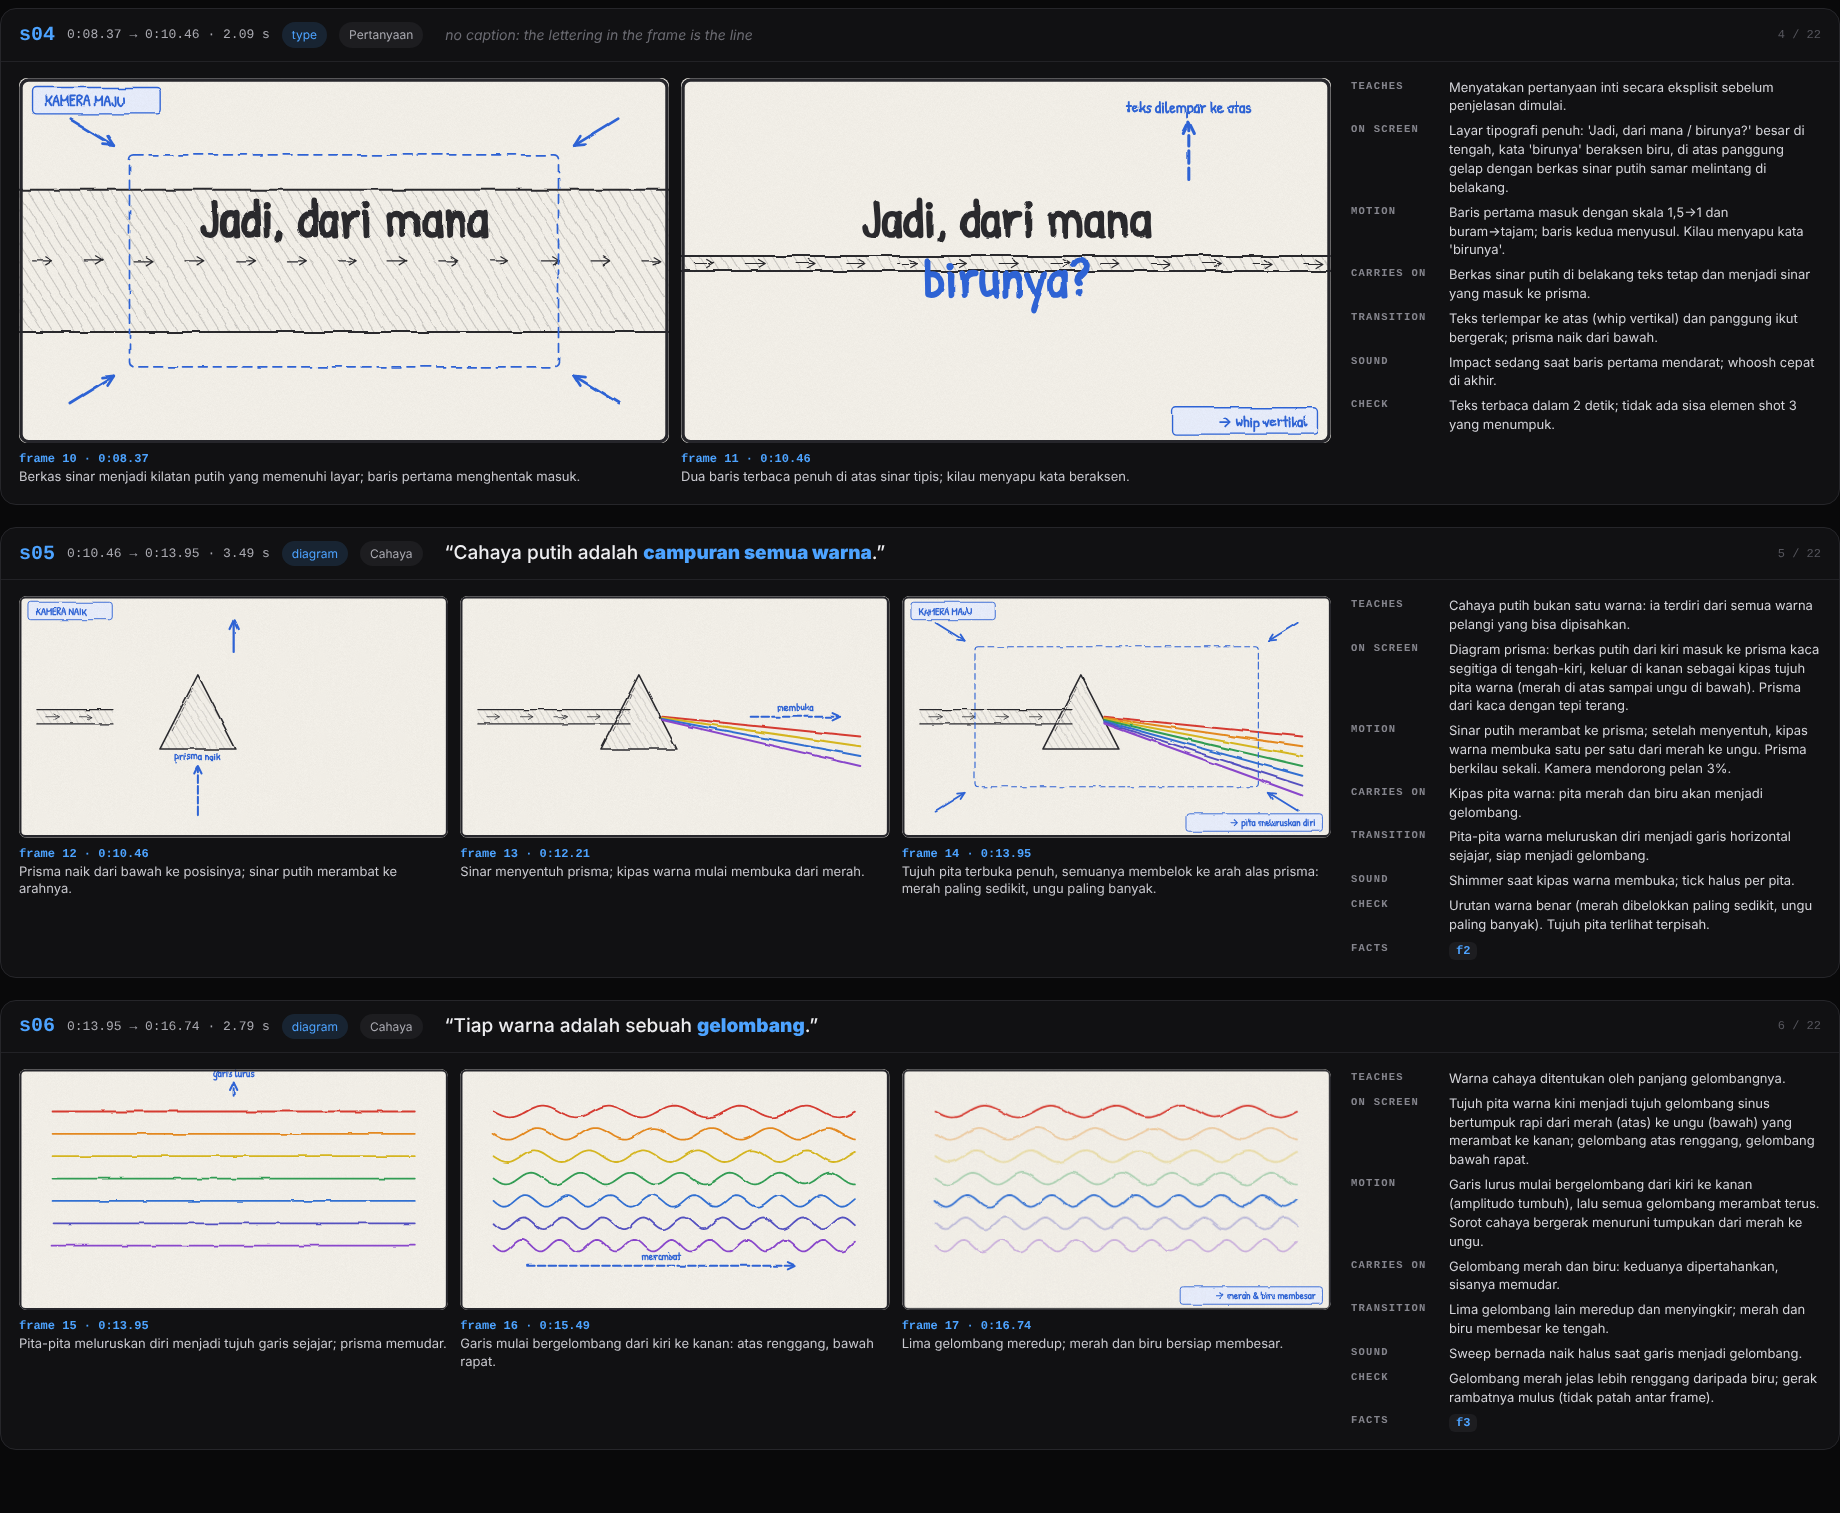 s04 0:08.37 → 0:10.46 · 2.09 s type Pertanyaan no caption: the lettering in the frame is the line 4 / 22
KAMERA MAJU
Jadi, dari mana
teks dilempar ke atas
Jadi, dari mana
birunya?
→ whip vertikal
frame 10 · 0:08.37
Berkas sinar menjadi kilatan putih yang memenuhi layar; baris pertama menghentak masuk.
frame 11 · 0:10.46
Dua baris terbaca penuh di atas sinar tipis; kilau menyapu kata beraksen.
TEACHES Menyatakan pertanyaan inti secara eksplisit sebelum
penjelasan dimulai.
ON SCREEN Layar tipografi penuh: 'Jadi, dari mana / birunya?' besar di
tengah, kata 'birunya' beraksen biru, di atas panggung
gelap dengan berkas sinar putih samar melintang di
belakang.
MOTION Baris pertama masuk dengan skala 1,5→1 dan
buram→tajam; baris kedua menyusul. Kilau menyapu kata
'birunya'.
CARRIES ON Berkas sinar putih di belakang teks tetap dan menjadi sinar
yang masuk ke prisma.
TRANSITION Teks terlempar ke atas (whip vertikal) dan panggung ikut
bergerak; prisma naik dari bawah.
SOUND Impact sedang saat baris pertama mendarat; whoosh cepat
di akhir.
CHECK Teks terbaca dalam 2 detik; tidak ada sisa elemen shot 3
yang menumpuk.
s05 0:10.46 → 0:13.95 · 3.49 s diagram Cahaya “Cahaya putih adalah campuran semua warna.” 5 / 22
KAMERA NAIK
prisma naik
membuka
KAMERA MAJU
→ pita meluruskan diri
frame 12 · 0:10.46
Prisma naik dari bawah ke posisinya; sinar putih merambat ke
arahnya.
frame 13 · 0:12.21
Sinar menyentuh prisma; kipas warna mulai membuka dari merah.
frame 14 · 0:13.95
Tujuh pita terbuka penuh, semuanya membelok ke arah alas prisma:
merah paling sedikit, ungu paling banyak.
TEACHES Cahaya putih bukan satu warna: ia terdiri dari semua warna
pelangi yang bisa dipisahkan.
ON SCREEN Diagram prisma: berkas putih dari kiri masuk ke prisma kaca
segitiga di tengah-kiri, keluar di kanan sebagai kipas tujuh
pita warna (merah di atas sampai ungu di bawah). Prisma
dari kaca dengan tepi terang.
MOTION Sinar putih merambat ke prisma; setelah menyentuh, kipas
warna membuka satu per satu dari merah ke ungu. Prisma
berkilau sekali. Kamera mendorong pelan 3%.
CARRIES ON Kipas pita warna: pita merah dan biru akan menjadi
gelombang.
TRANSITION Pita-pita warna meluruskan diri menjadi garis horizontal
sejajar, siap menjadi gelombang.
SOUND Shimmer saat kipas warna membuka; tick halus per pita.
CHECK Urutan warna benar (merah dibelokkan paling sedikit, ungu
paling banyak). Tujuh pita terlihat terpisah.
FACTS f2
s06 0:13.95 → 0:16.74 · 2.79 s diagram Cahaya “Tiap warna adalah sebuah gelombang.” 6 / 22
garis lurus
merambat
→ merah & biru membesar
frame 15 · 0:13.95
Pita-pita meluruskan diri menjadi tujuh garis sejajar; prisma memudar.
frame 16 · 0:15.49
Garis mulai bergelombang dari kiri ke kanan: atas renggang, bawah
rapat.
frame 17 · 0:16.74
Lima gelombang meredup; merah dan biru bersiap membesar.
TEACHES Warna cahaya ditentukan oleh panjang gelombangnya.
ON SCREEN Tujuh pita warna kini menjadi tujuh gelombang sinus
bertumpuk rapi dari merah (atas) ke ungu (bawah) yang
merambat ke kanan; gelombang atas renggang, gelombang
bawah rapat.
MOTION Garis lurus mulai bergelombang dari kiri ke kanan
(amplitudo tumbuh), lalu semua gelombang merambat terus.
Sorot cahaya bergerak menuruni tumpukan dari merah ke
ungu.
CARRIES ON Gelombang merah dan biru: keduanya dipertahankan,
sisanya memudar.
TRANSITION Lima gelombang lain meredup dan menyingkir; merah dan
biru membesar ke tengah.
SOUND Sweep bernada naik halus saat garis menjadi gelombang.
CHECK Gelombang merah jelas lebih renggang daripada biru; gerak
rambatnya mulus (tidak patah antar frame).
FACTS f3